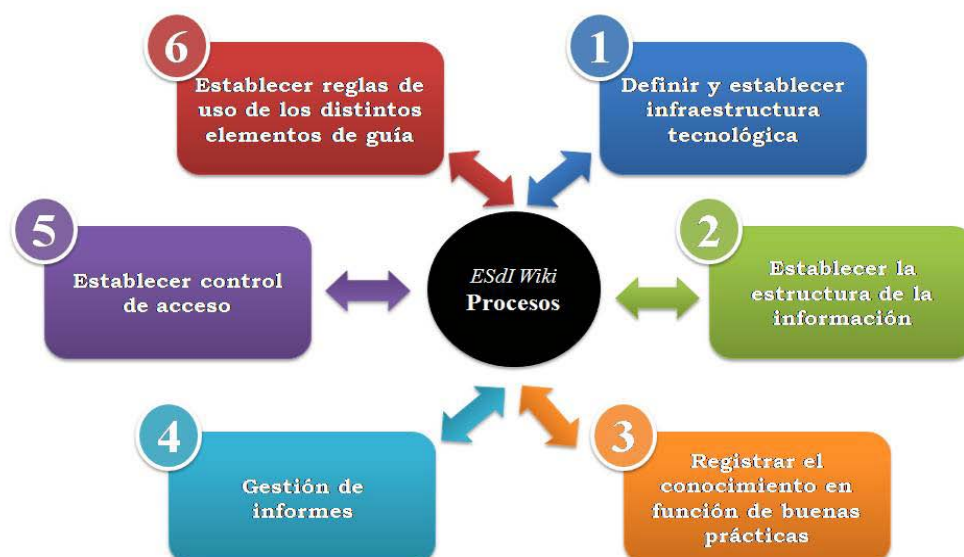 6
Establecer reglas de
uso de los distintos
elementos de guía
1
Definir y establecer
infraestructura
tecnológica
5
Establecer control
de acceso
ESdI Wiki
Procesos
2
Establecer la
estructura de la
información
4
Gestión de
informes
3
Registrar el
conocimiento en
función de buenas
prácticas